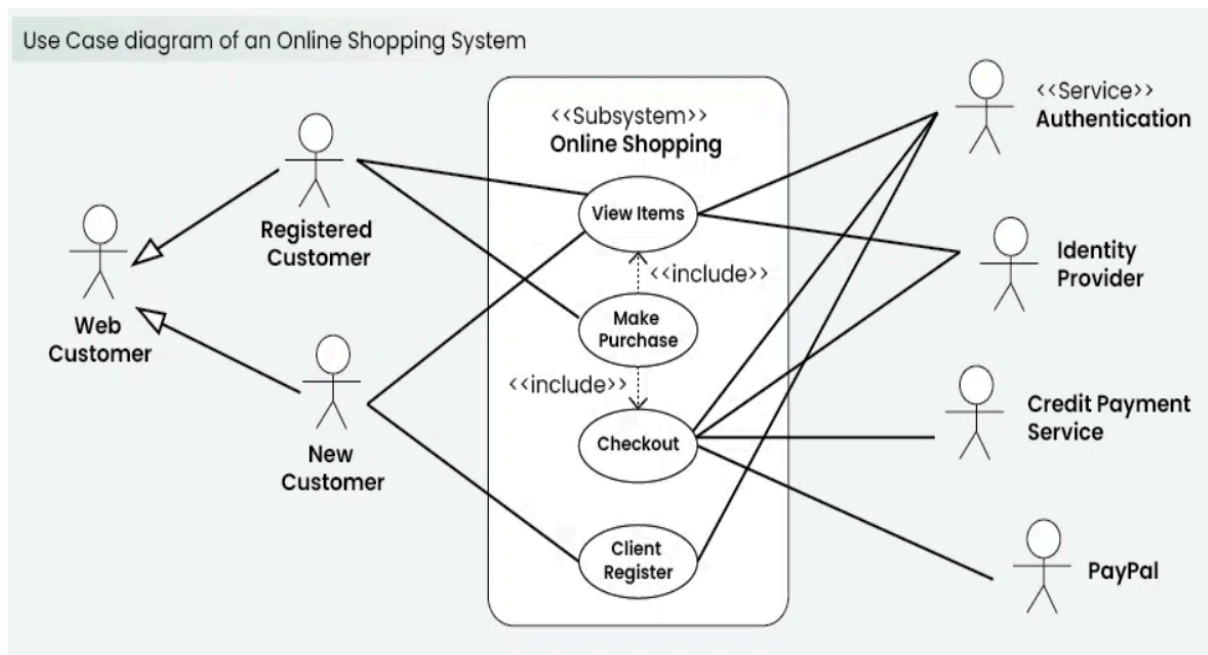 Use Case diagram of an Online Shopping System
<<Subsystem>>
Online Shopping
<<Service>>
Authentication
Registered
Customer
View Items
Identity
Provider
<<include>>
Web
Customer
Make
Purchase
<<include>>
Credit Payment
Service
New
Customer
Checkout
Client
Register
PayPal